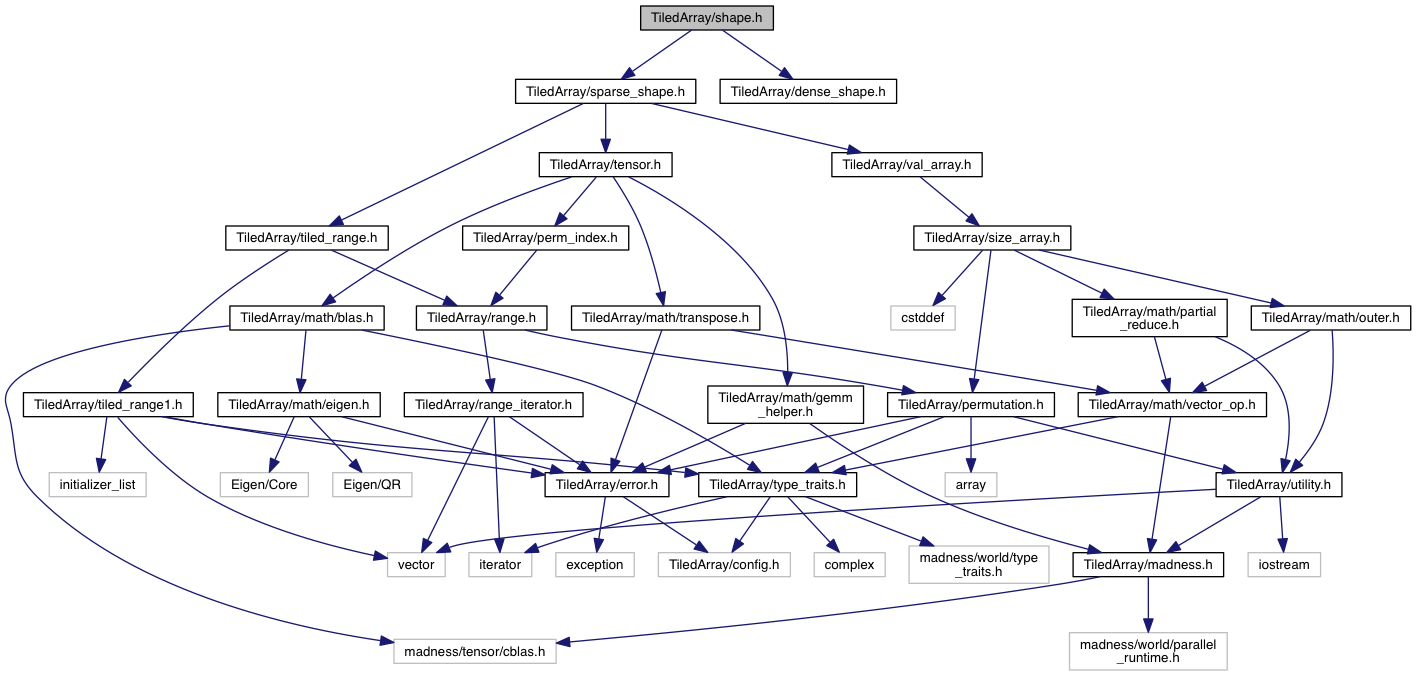 TiledArray/shape.h
TiledArray/sparse_shape.h
TiledArray/dense_shape.h
TiledArray/tensor.h
TiledArray/val_array.h
TiledArray/tiled_range.h
TiledArray/perm_index.h
TiledArray/size_array.h
TiledArray/math/blas.h
TiledArray/range.h
TiledArray/math/transpose.h
cstddef
TiledArray/math/partial
_reduce.h
TiledArray/math/outer.h
TiledArray/tiled_range1.h
TiledArray/math/eigen.h
TiledArray/range_iterator.h
TiledArray/math/gemm
_helper.h
TiledArray/permutation.h
TiledArray/math/vector_op.h
initializer_list
Eigen/Core
Eigen/QR
TiledArray/error.h
TiledArray/type_traits.h
array
TiledArray/utility.h
vector
iterator
exception
TiledArray/config.h
complex
madness/world/type
_traits.h
TiledArray/madness.h
iostream
madness/tensor/cblas.h
madness/world/parallel
_runtime.h